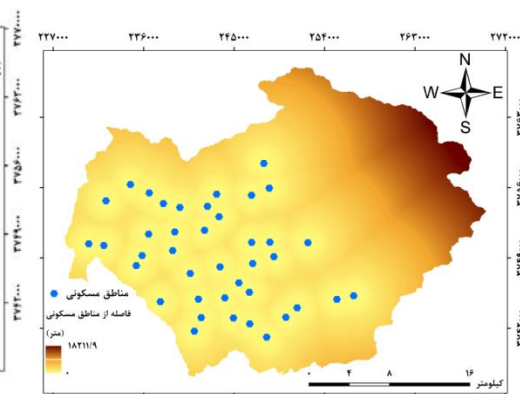 ۲۲۷۰۰۰ ۲۳۶۰۰۰ ۲۴۵۰۰۰ ۲۵۴۰۰۰ ۲۶۳۰۰۰ ۲۷۲۰۰۰
N
W E
S
مناطق مسکونی
فاصله از مناطق مسکونی
(متر)
۱۸۲۱۱/۹
۰
۰ ۴ ۸ ۱۶
کیلومتر